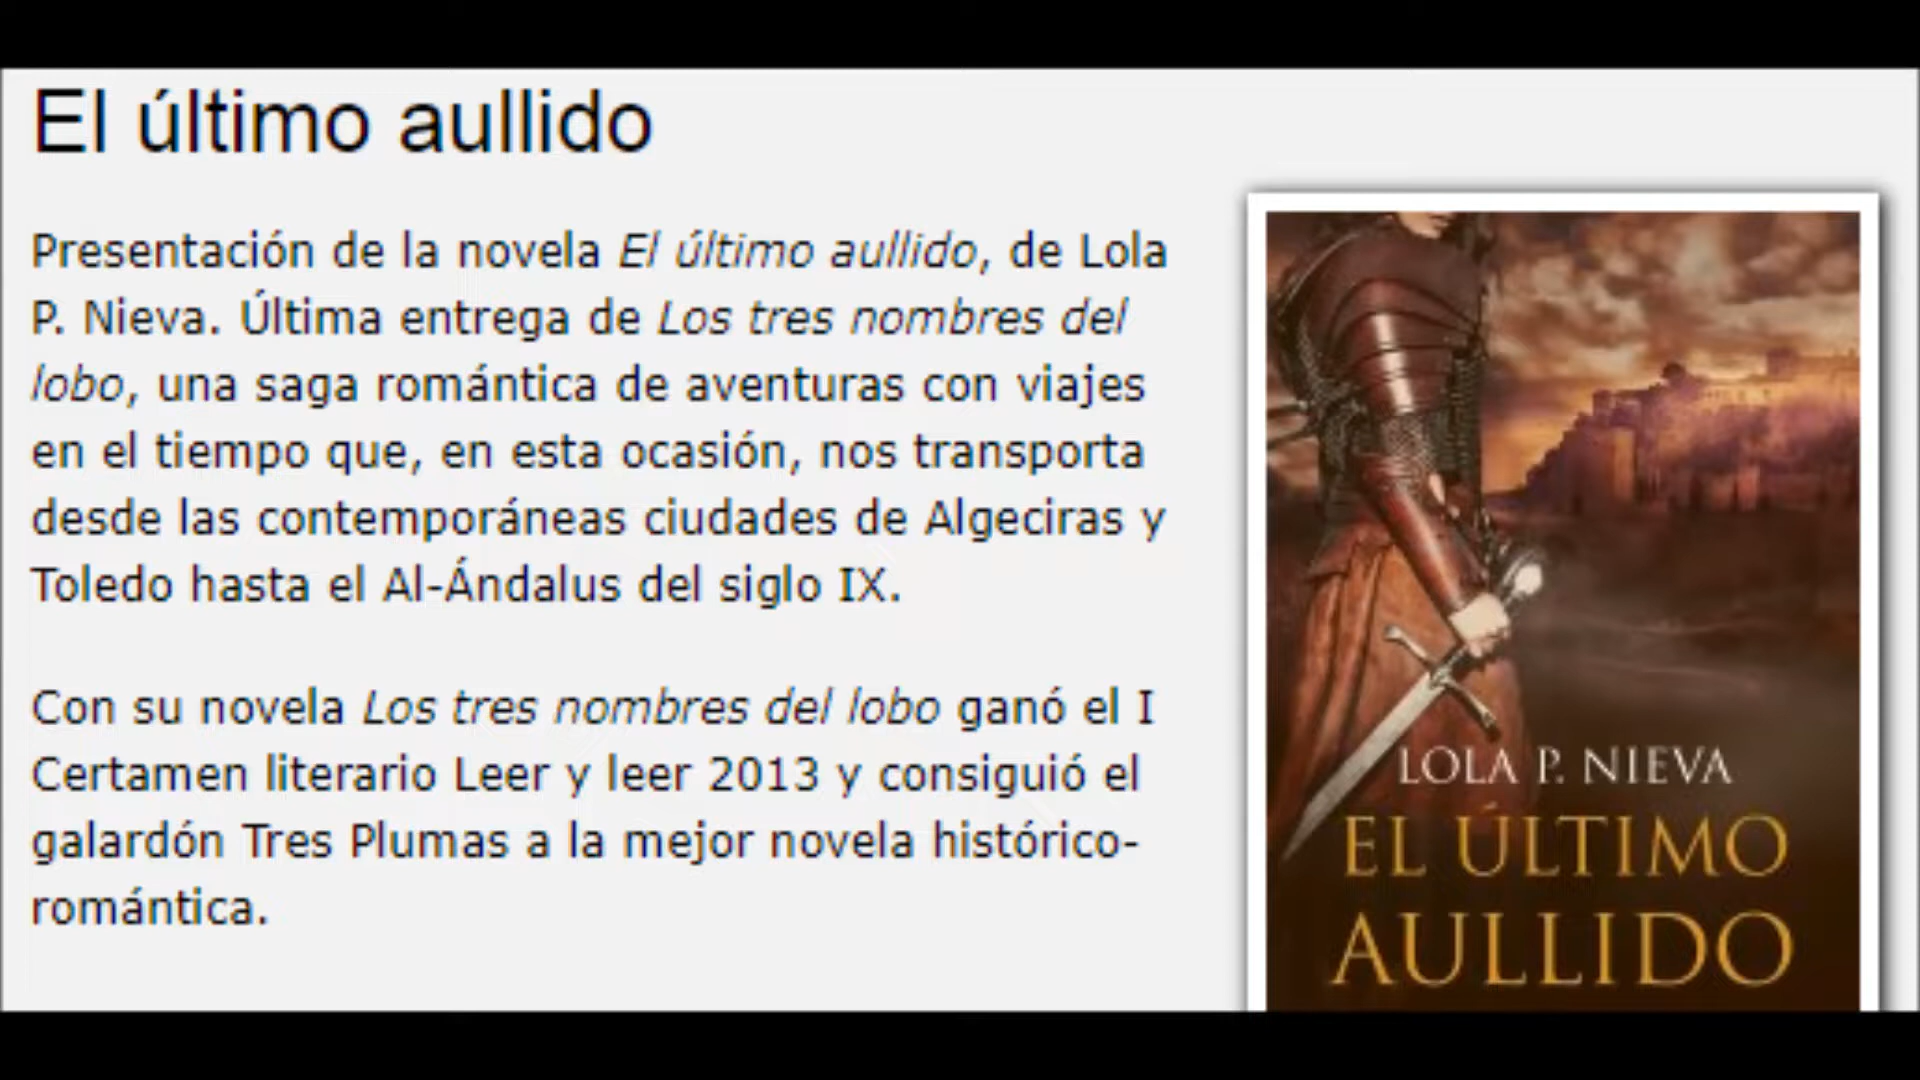 El último aullido
Presentación de la novela El último aullido, de Lola
P. Nieva. Última entrega de Los tres nombres del
lobo, una saga romántica de aventuras con viajes
en el tiempo que, en esta ocasión, nos transporta
desde las contemporáneas ciudades de Algeciras y
Toledo hasta el Al-Ándalus del siglo IX.
Con su novela Los tres nombres del lobo ganó el I
Certamen literario Leer y leer 2013 y consiguió el
galardón Tres Plumas a la mejor novela histórico-
romántica.
LOLA P. NIEVA
EL ÚLTIMO
AULLIDO